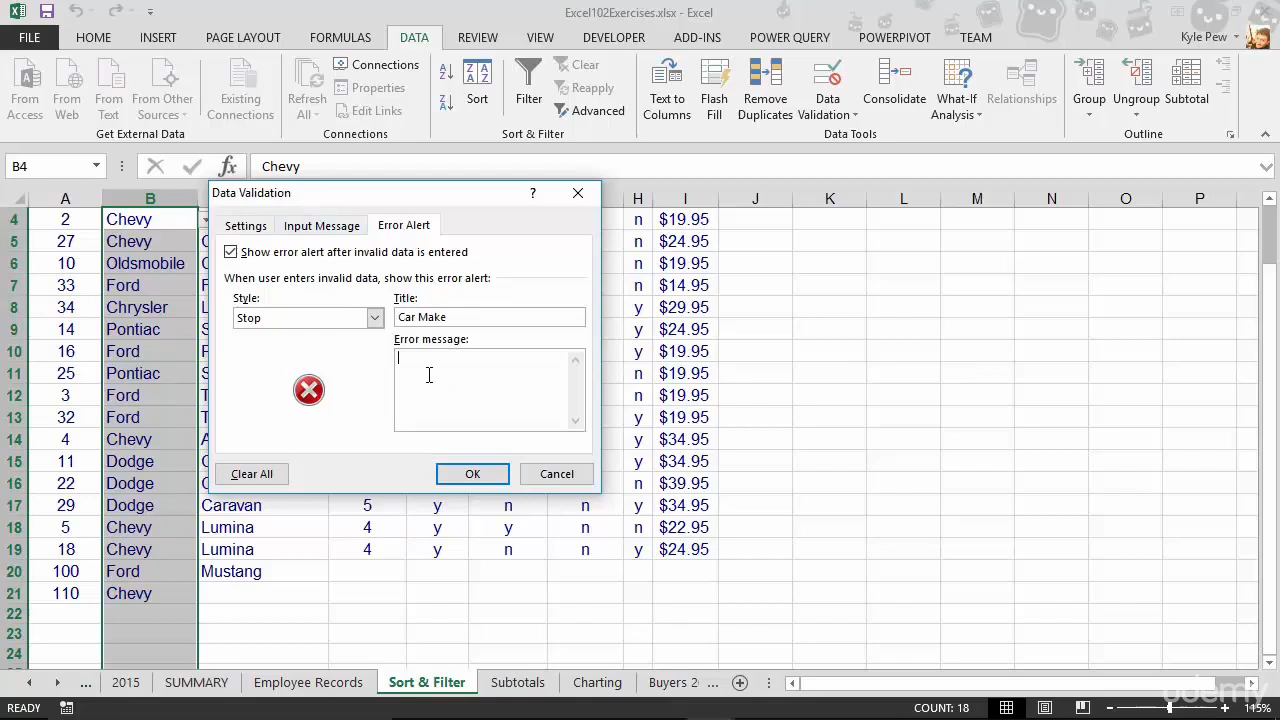 Excel102Exercises.xlsx - Excel
FILE HOME INSERT PAGE LAYOUT FORMULAS DATA REVIEW VIEW DEVELOPER ADD-INS POWER QUERY POWERPIVOT TEAM Kyle Pew
From Access
From Web
From Text
From Other Sources
Existing Connections
Get External Data
Refresh All
Connections
Properties
Edit Links
Connections
Sort
Filter
Clear
Reapply
Advanced
Sort & Filter
Text to Columns
Flash Fill
Remove Duplicates
Data Validation
Consolidate
What-If Analysis
Relationships
Data Tools
Group
Ungroup
Subtotal
Outline
B4 fx Chevy
A B H I J K L M N O P
Data Validation ?
Settings Input Message Error Alert
Show error alert after invalid data is entered
When user enters invalid data, show this error alert:
Style: Title:
Stop Car Make
Error message:
Clear All OK Cancel
4 2 Chevy n $19.95
5 27 Chevy C n $24.95
6 10 Oldsmobile C n $19.95
7 33 Ford F n $14.95
8 34 Chrysler L y $29.95
9 14 Pontiac S y $24.95
10 16 Ford F y $19.95
11 25 Pontiac S n $19.95
12 3 Ford T n $19.95
13 32 Ford T y $19.95
14 4 Chevy A y $34.95
15 11 Dodge C y $34.95
16 22 Dodge C n $39.95
17 29 Dodge Caravan 5 y n n y $34.95
18 5 Chevy Lumina 4 y y n n $22.95
19 18 Chevy Lumina 4 y n n y $24.95
20 100 Ford Mustang
21 110 Chevy
22
23
24
... 2015 SUMMARY Employee Records Sort & Filter Subtotals Charting Buyers 2 ...
udemy
READY COUNT: 18 115%